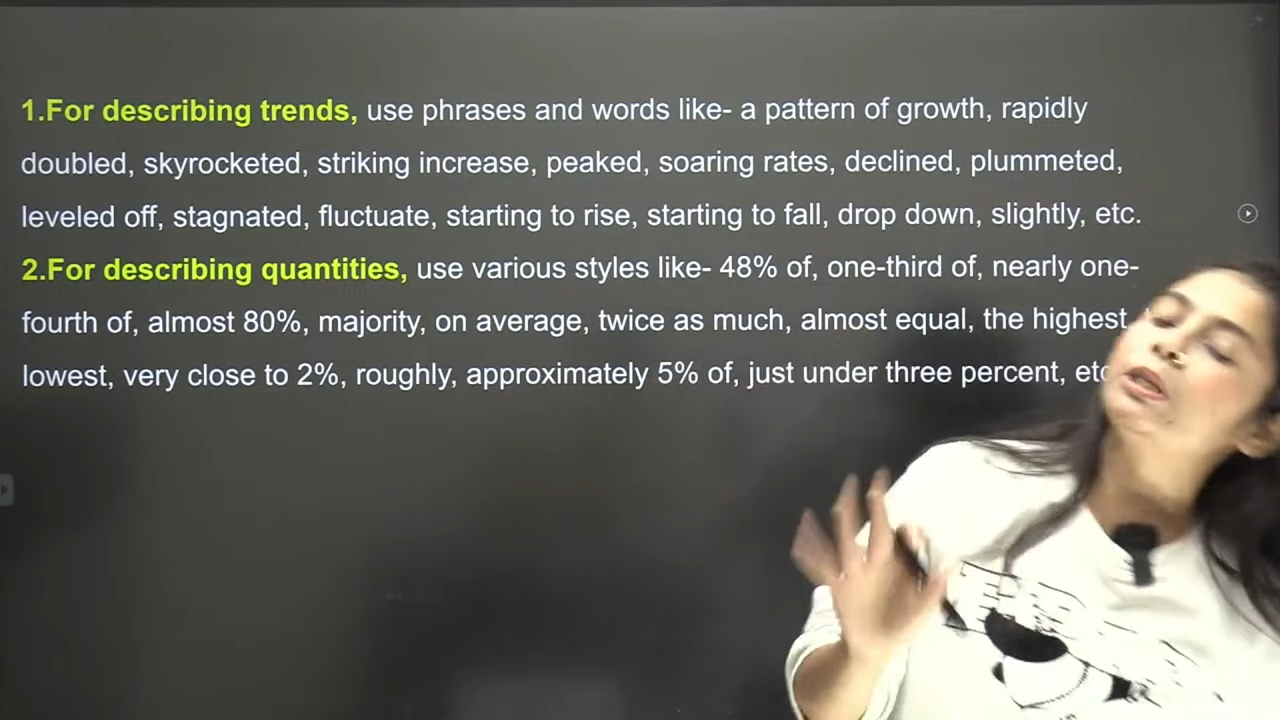 1.For describing trends, use phrases and words like- a pattern of growth, rapidly
doubled, skyrocketed, striking increase, peaked, soaring rates, declined, plummeted,
leveled off, stagnated, fluctuate, starting to rise, starting to fall, drop down, slightly, etc.
2.For describing quantities, use various styles like- 48% of, one-third of, nearly one-
fourth of, almost 80%, majority, on average, twice as much, almost equal, the highest
lowest, very close to 2%, roughly, approximately 5% of, just under three percent, etc